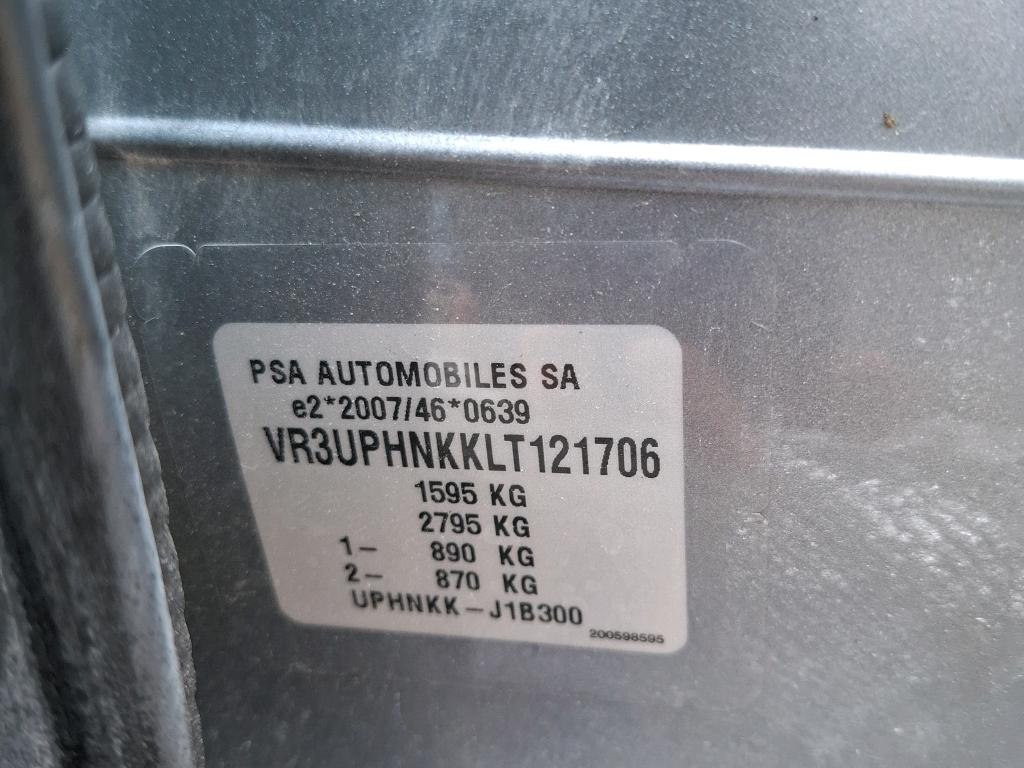 PSA AUTOMOBILES SA
e2*2007/46*0639
VR3UPHNKKLT121706
1595 KG
2795 KG
1- 890 KG
2- 870 KG
UPHNKK-J1B300
200598595